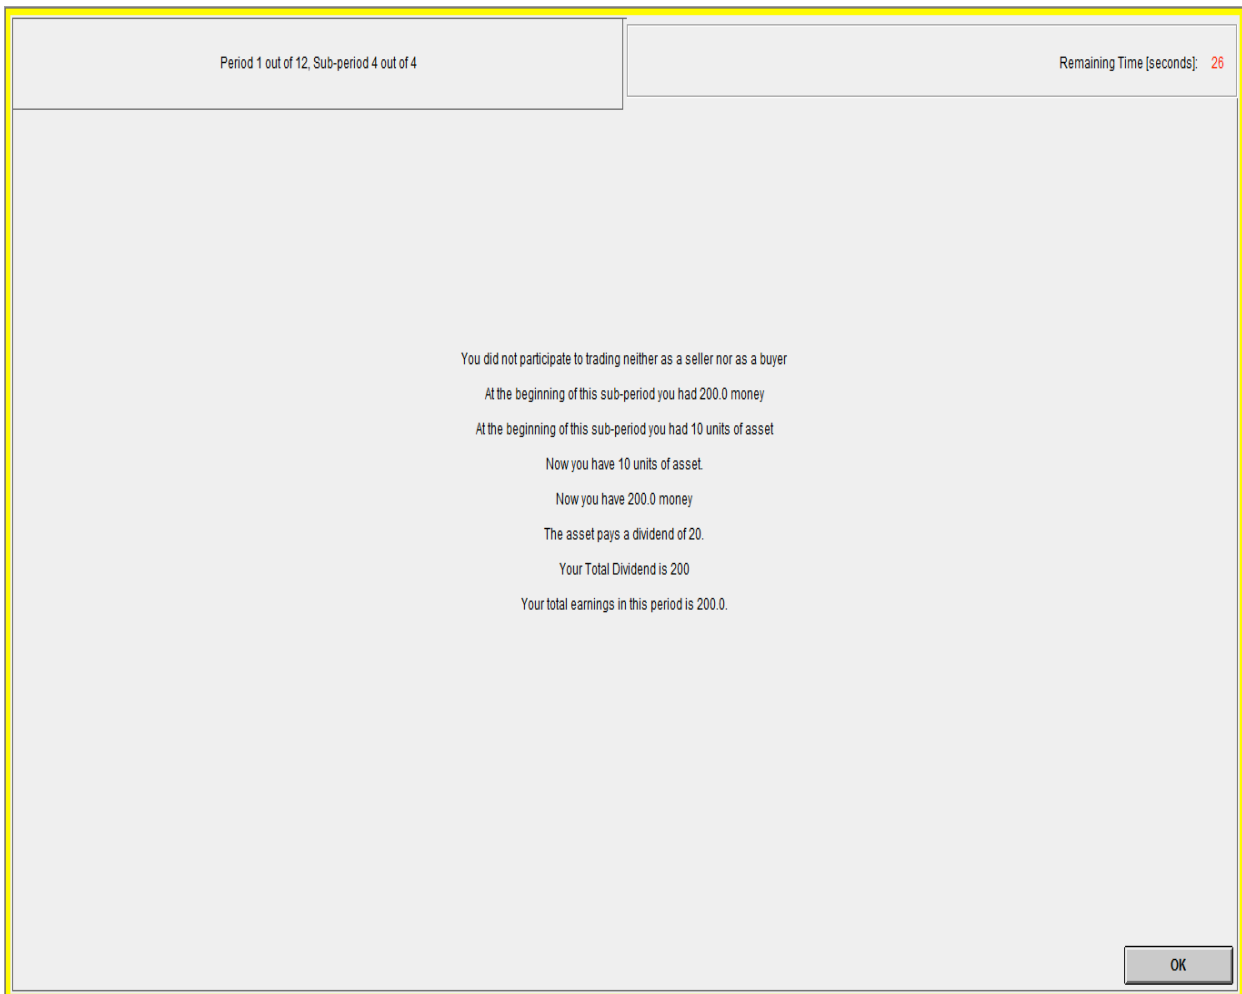 Period 1 out of 12, Sub-period 4 out of 4
Remaining Time [seconds]: 26
You did not participate to trading neither as a seller nor as a buyer
At the beginning of this sub-period you had 200.0 money
At the beginning of this sub-period you had 10 units of asset
Now you have 10 units of asset.
Now you have 200.0 money
The asset pays a dividend of 20.
Your Total Dividend is 200
Your total earnings in this period is 200.0.
OK